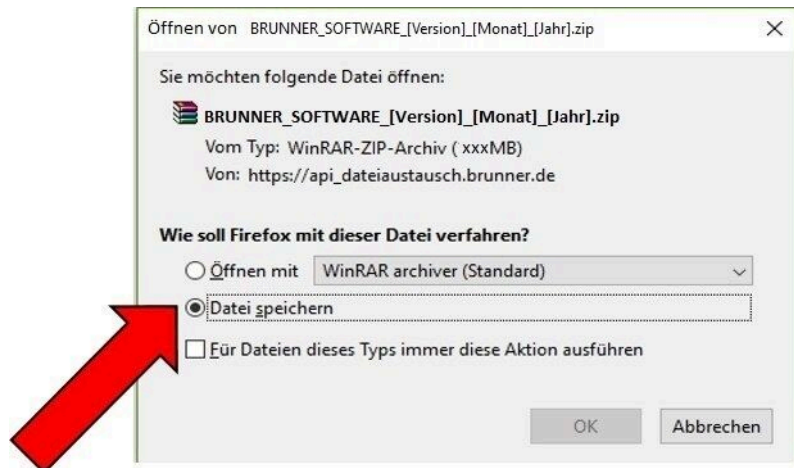 Öffnen von BRUNNER_SOFTWARE_[Version]_[Monat]_[Jahr].zip
Sie möchten folgende Datei öffnen:
BRUNNER_SOFTWARE_[Version]_[Monat]_[Jahr].zip
Vom Typ: WinRAR-ZIP-Archiv ( xxxMB)
Von: https://api_dateiaustausch.brunner.de
Wie soll Firefox mit dieser Datei verfahren?
Öffnen mit WinRAR archiver (Standard)
Datei speichern
Für Dateien dieses Typs immer diese Aktion ausführen
OK Abbrechen